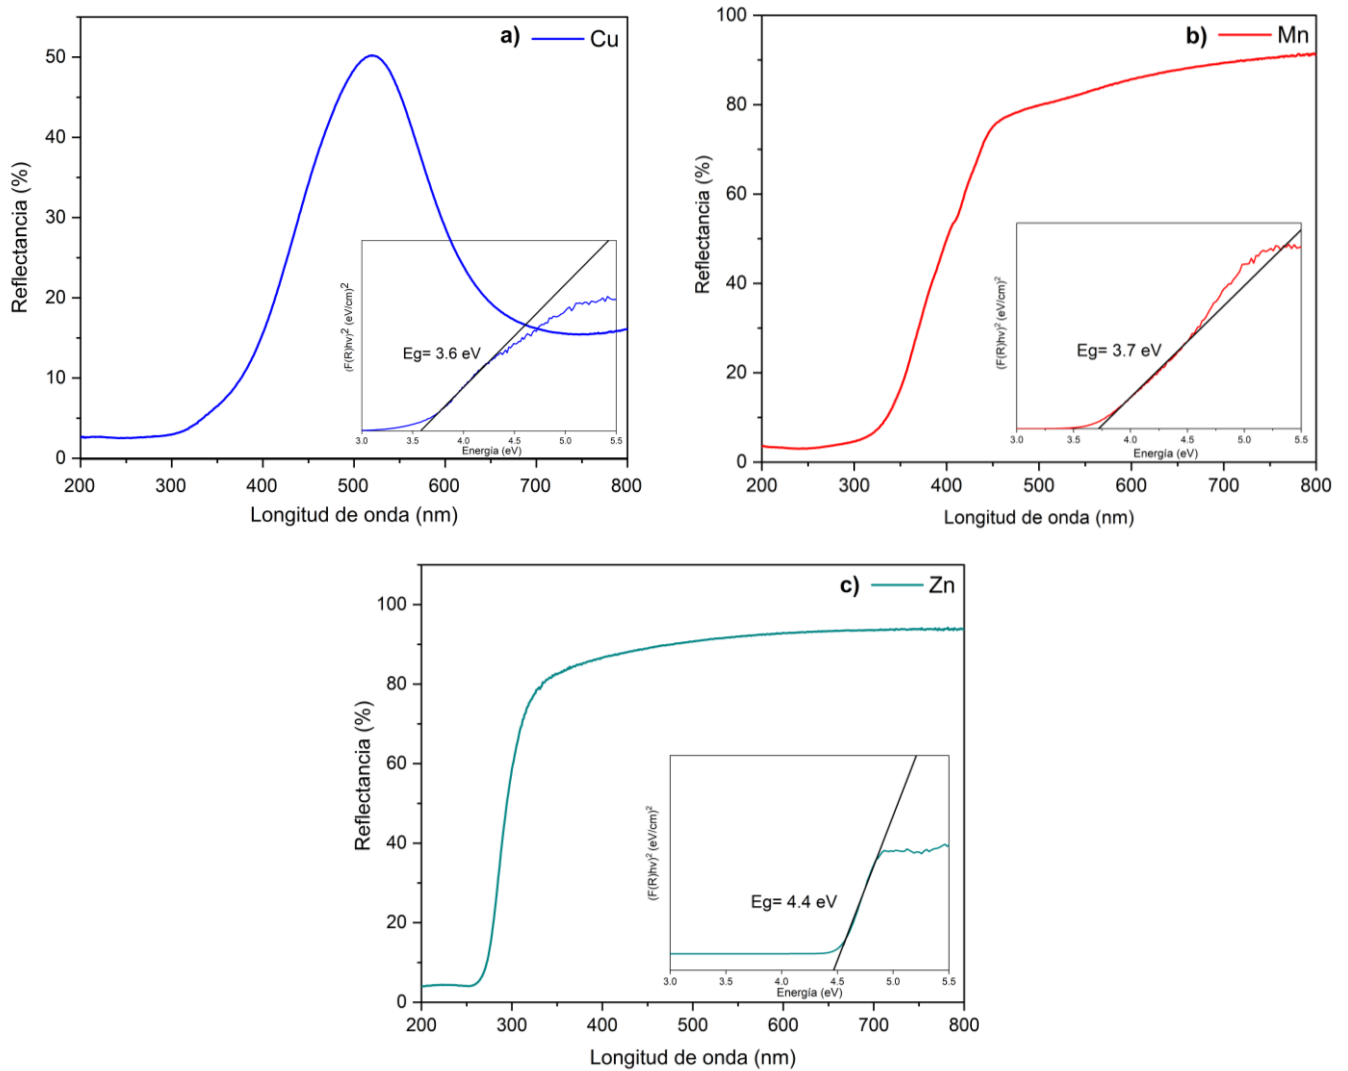 a) Cu
Reflectancia (%)
50
40
30
20
10
0
200 300 400 500 600 700 800
Longitud de onda (nm)
(F(R)hv)² (eV/cm)²
Eg= 3.6 eV
3.0 3.5 4.0 4.5 5.0 5.5
Energía (eV)
b) Mn
Reflectancia (%)
100
80
60
40
20
0
200 300 400 500 600 700 800
Longitud de onda (nm)
(F(R)hv)² (eV/cm)²
Eg= 3.7 eV
3.0 3.5 4.0 4.5 5.0 5.5
Energía (eV)
c) Zn
Reflectancia (%)
100
80
60
40
20
0
200 300 400 500 600 700 800
Longitud de onda (nm)
(F(R)hv)² (eV/cm)²
Eg= 4.4 eV
3.0 3.5 4.0 4.5 5.0 5.5
Energía (eV)